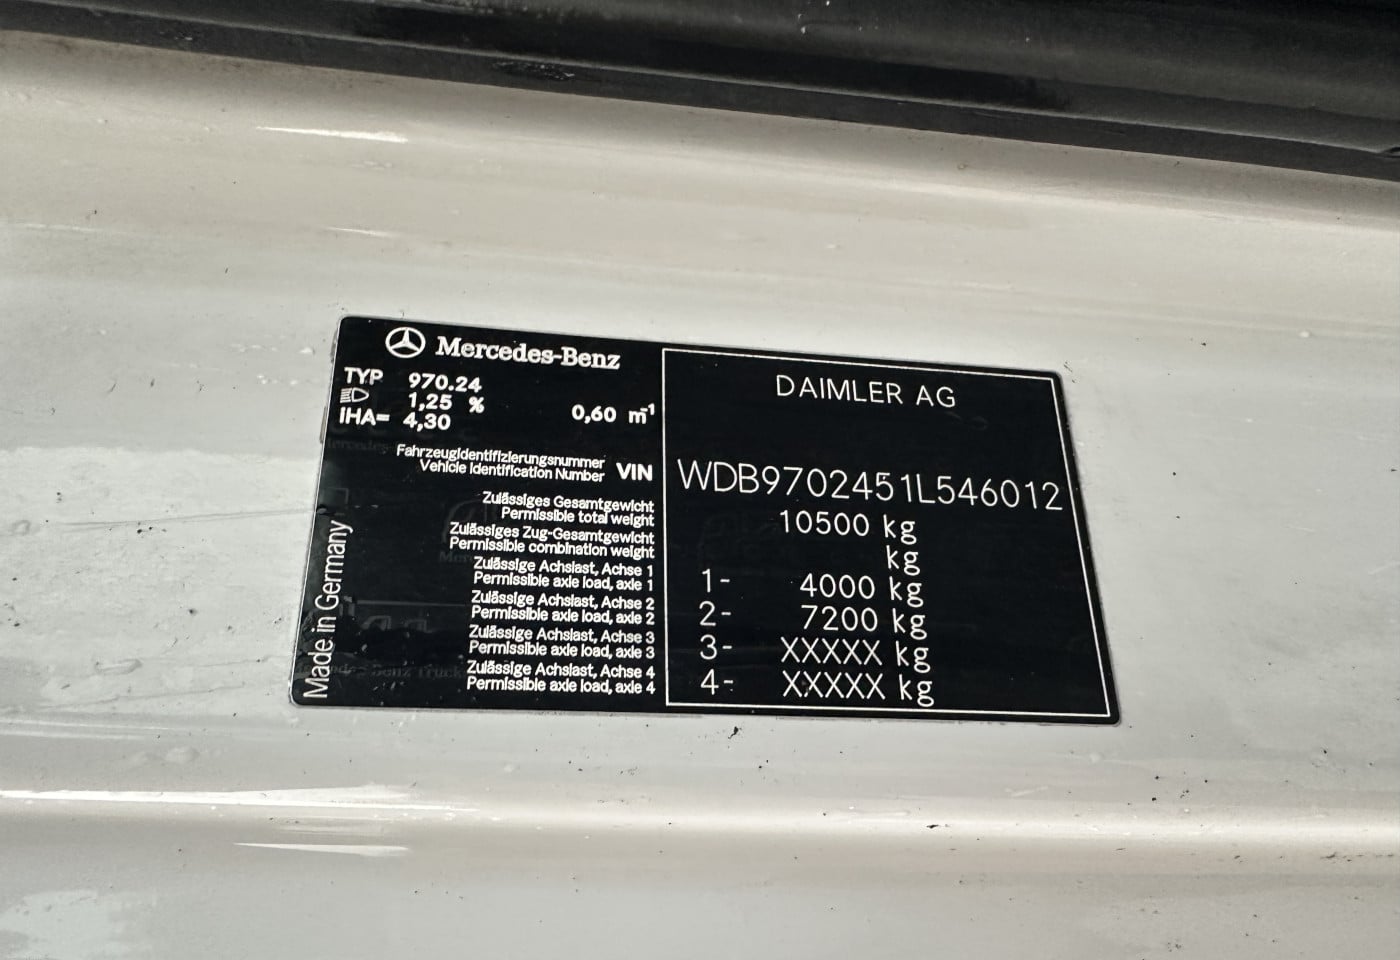 Mercedes-Benz
TYP 970.24
1,25 % 0,60 m⁻¹
IHA= 4,30
DAIMLER AG
Fahrzeugidentifizierungsnummer
Vehicle Identification Number VIN WDB9702451L546012
Zulässiges Gesamtgewicht
Permissible total weight 10500 kg
Zulässiges Zug-Gesamtgewicht
Permissible combination weight kg
Zulässige Achslast, Achse 1
Permissible axle load, axle 1 1- 4000 kg
Zulässige Achslast, Achse 2
Permissible axle load, axle 2 2- 7200 kg
Zulässige Achslast, Achse 3
Permissible axle load, axle 3 3- XXXXX kg
Zulässige Achslast, Achse 4
Permissible axle load, axle 4 4- XXXXX kg
Made in Germany